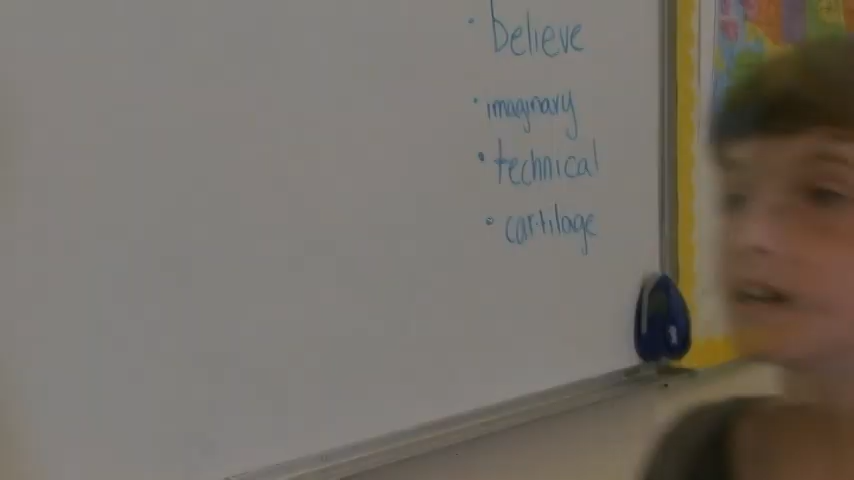 • believe
• imaginary
• technical
• cartilage